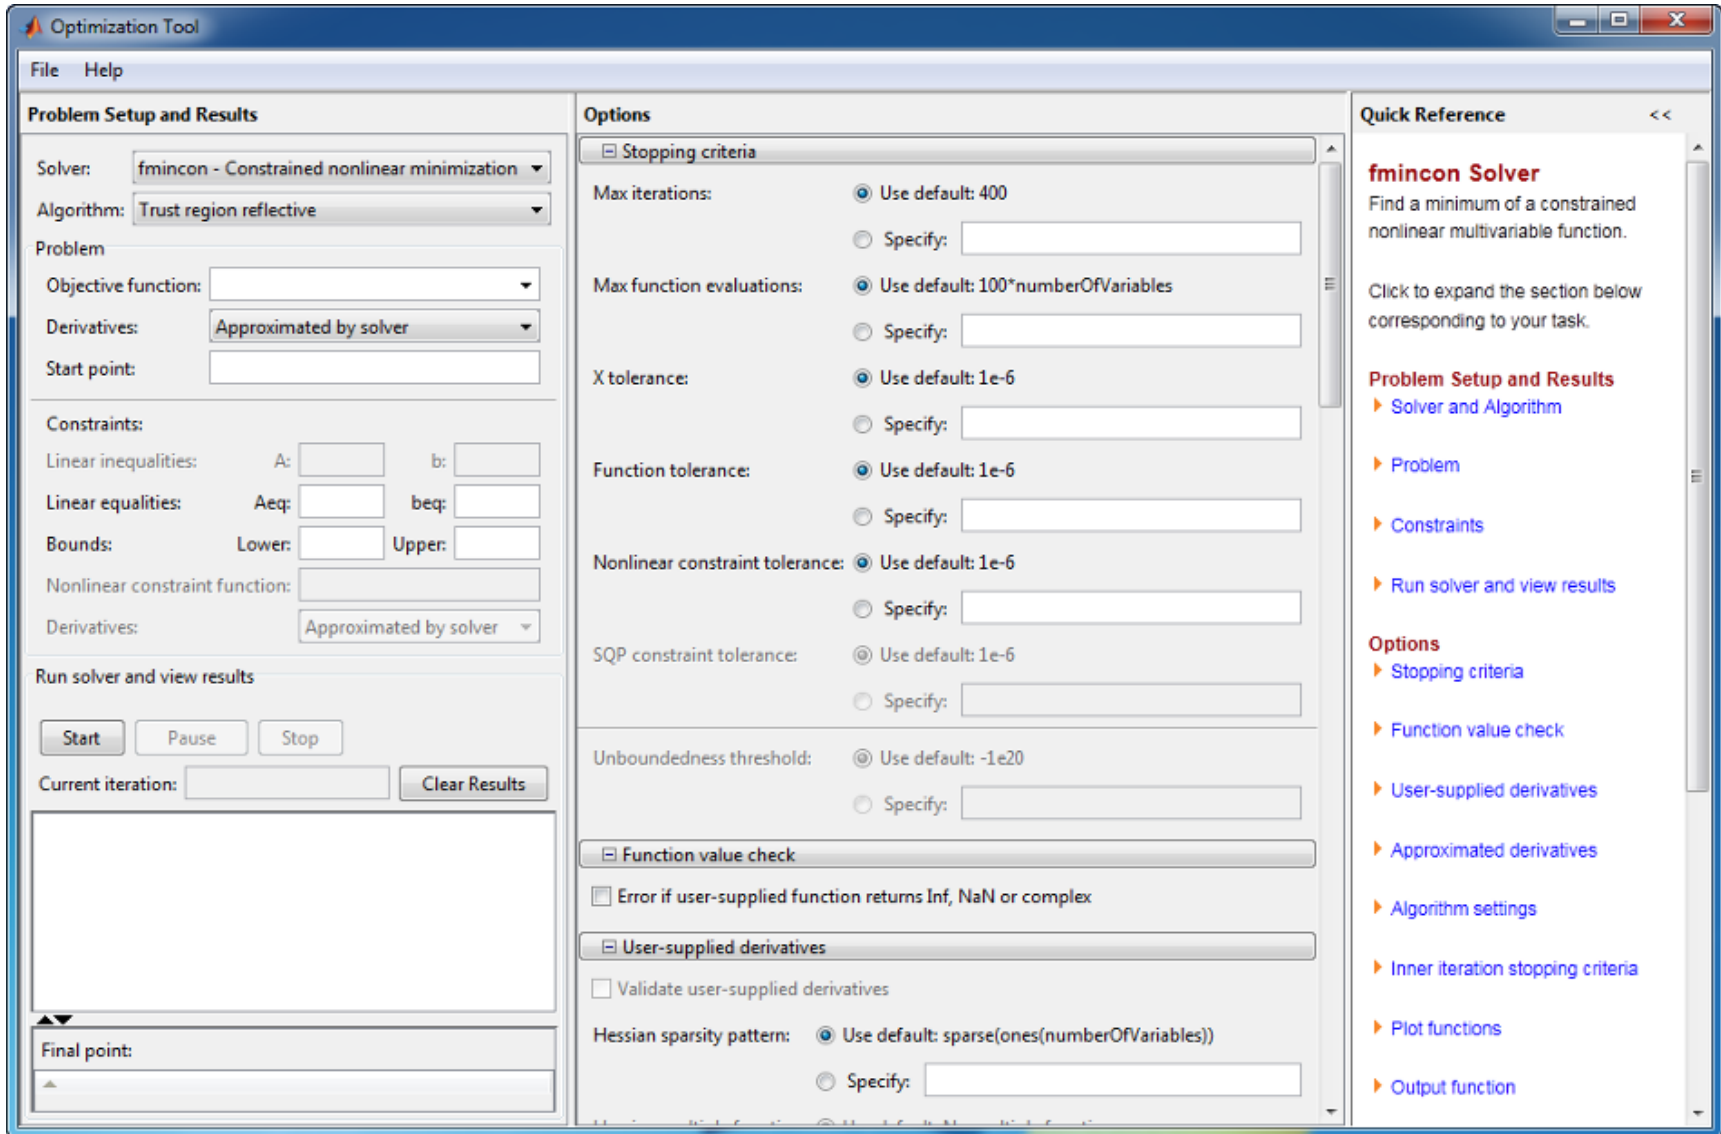 Optimization Tool
File Help
Problem Setup and Results
Solver: fmincon - Constrained nonlinear minimization
Algorithm: Trust region reflective
Problem
Objective function:
Derivatives: Approximated by solver
Start point:
Constraints:
Linear inequalities: A: b:
Linear equalities: Aeq: beq:
Bounds: Lower: Upper:
Nonlinear constraint function:
Derivatives: Approximated by solver
Run solver and view results
Start Pause Stop
Current iteration: Clear Results
Final point:
Options
Stopping criteria
Max iterations: Use default: 400
Specify:
Max function evaluations: Use default: 100*numberOfVariables
Specify:
X tolerance: Use default: 1e-6
Specify:
Function tolerance: Use default: 1e-6
Specify:
Nonlinear constraint tolerance: Use default: 1e-6
Specify:
SQP constraint tolerance: Use default: 1e-6
Specify:
Unboundedness threshold: Use default: -1e20
Specify:
Function value check
Error if user-supplied function returns Inf, NaN or complex
User-supplied derivatives
Validate user-supplied derivatives
Hessian sparsity pattern: Use default: sparse(ones(numberOfVariables))
Specify:
Quick Reference <<
fmincon Solver
Find a minimum of a constrained
nonlinear multivariable function.
Click to expand the section below
corresponding to your task.
Problem Setup and Results
Solver and Algorithm
Problem
Constraints
Run solver and view results
Options
Stopping criteria
Function value check
User-supplied derivatives
Approximated derivatives
Algorithm settings
Inner iteration stopping criteria
Plot functions
Output function